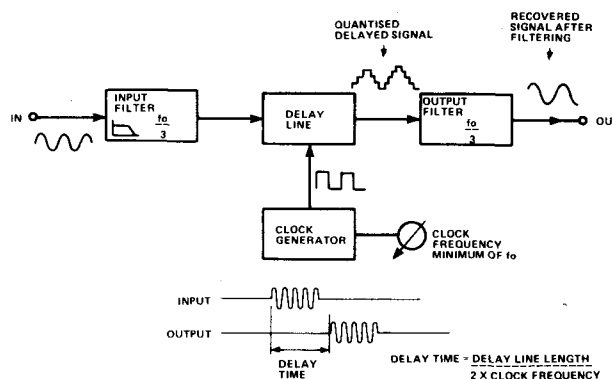 QUANTISED
DELAYED SIGNAL
RECOVERED
SIGNAL AFTER
FILTERING
IN
INPUT
FILTER
fo
3
DELAY
LINE
OUTPUT
FILTER
fo
3
OU
CLOCK
GENERATOR
CLOCK
FREQUENCY
MINIMUM OF fo
INPUT
OUTPUT
DELAY
TIME
DELAY TIME = DELAY LINE LENGTH
2 X CLOCK FREQUENCY